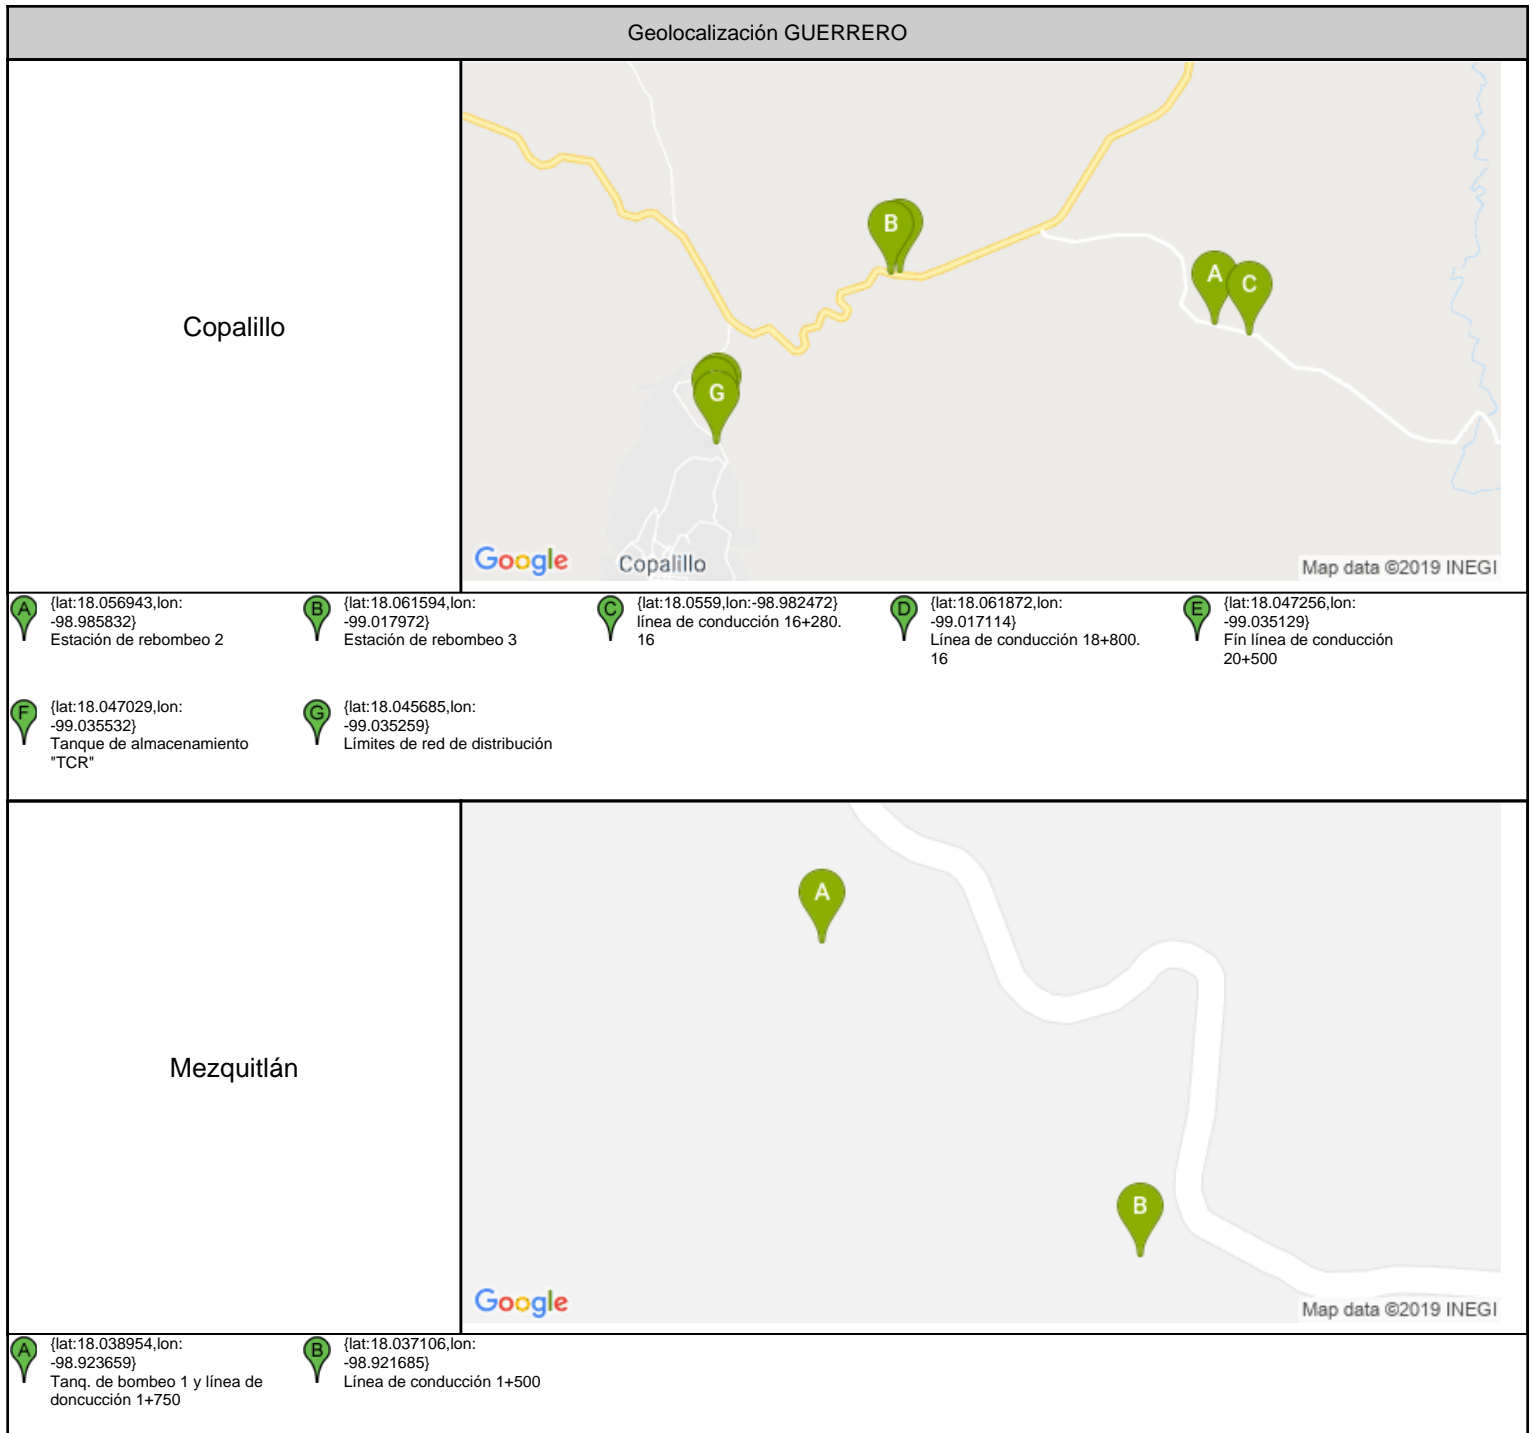 Geolocalización GUERRERO
Copalillo
B
A
C
G
Google
Copalillo
Map data ©2019 INEGI
A
{lat:18.056943,lon:
-98.985832}
Estación de rebombeo 2
B
{lat:18.061594,lon:
-99.017972}
Estación de rebombeo 3
C
{lat:18.0559,lon:-98.982472}
línea de conducción 16+280.
16
D
{lat:18.061872,lon:
-99.017114}
Línea de conducción 18+800.
16
E
{lat:18.047256,lon:
-99.035129}
Fín línea de conducción
20+500
F
{lat:18.047029,lon:
-99.035532}
Tanque de almacenamiento
"TCR"
G
{lat:18.045685,lon:
-99.035259}
Límites de red de distribución
Mezquitlán
A
B
Google
Map data ©2019 INEGI
A
{lat:18.038954,lon:
-98.923659}
Tanq. de bombeo 1 y línea de
doncucción 1+750
B
{lat:18.037106,lon:
-98.921685}
Línea de conducción 1+500